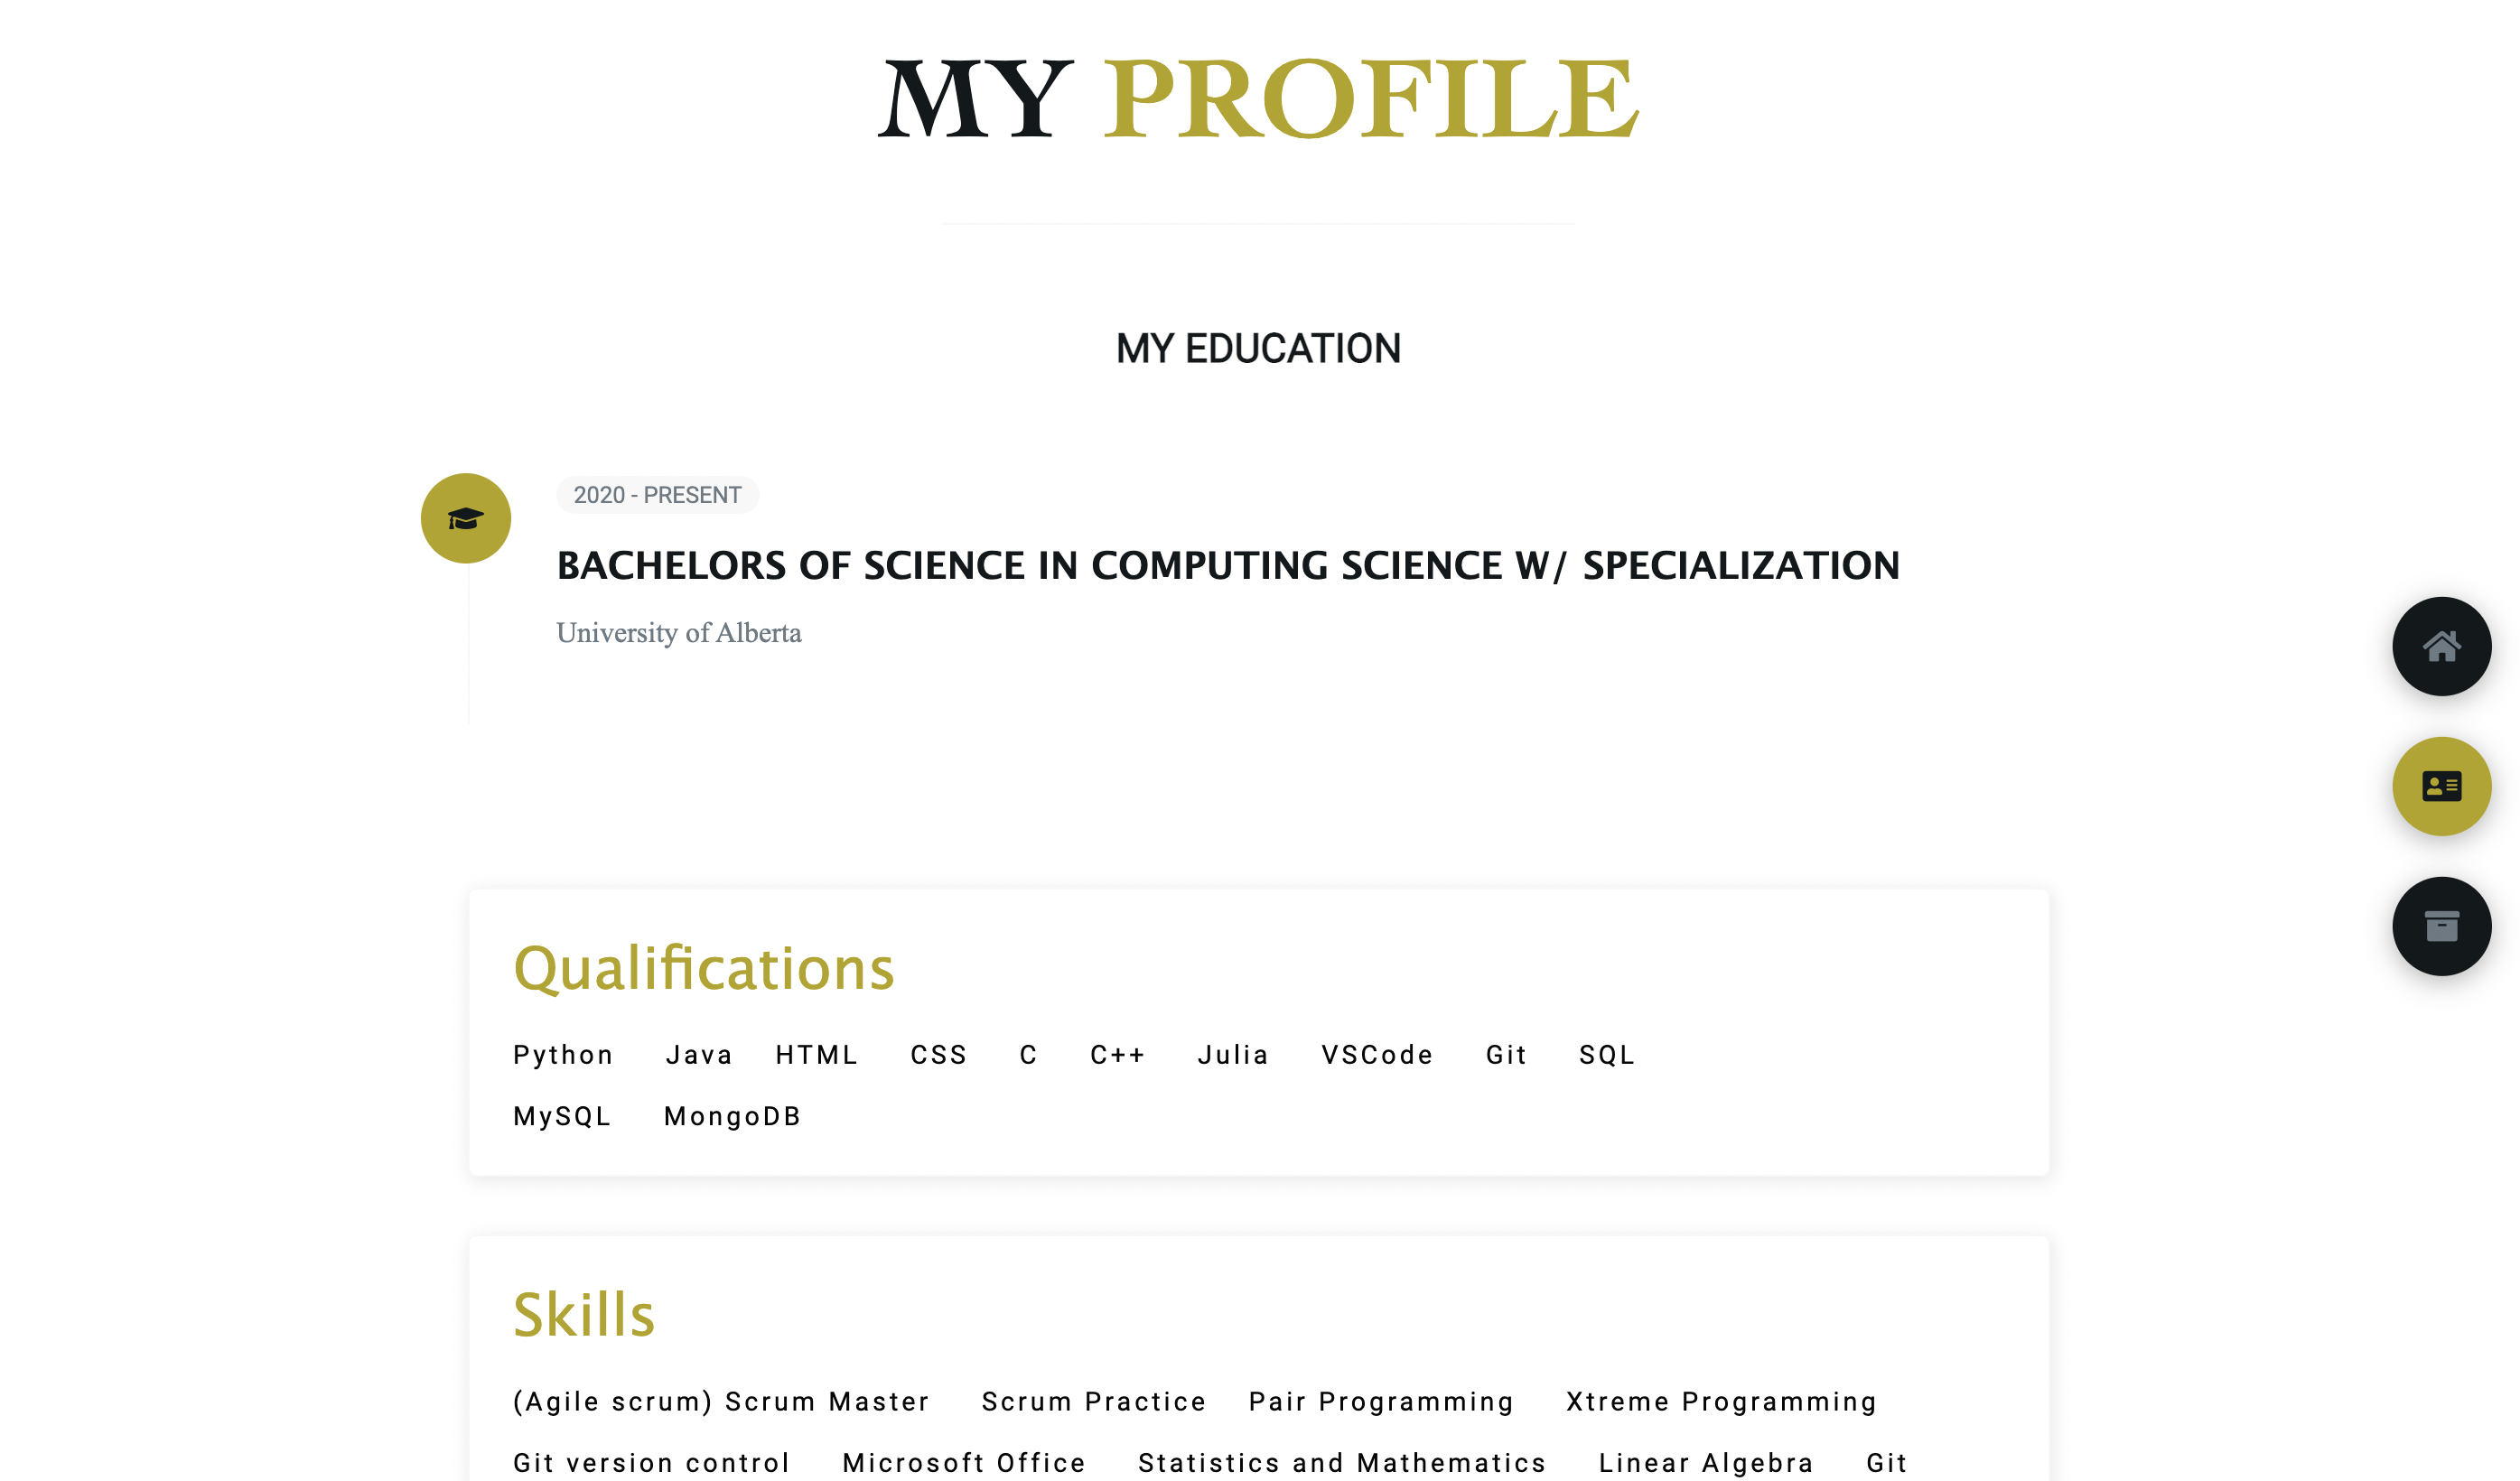 MY PROFILE
MY EDUCATION
2020 - PRESENT
BACHELORS OF SCIENCE IN COMPUTING SCIENCE W/ SPECIALIZATION
University of Alberta
Qualifications
Python Java HTML CSS C C++ Julia VSCode Git SQL
MySQL MongoDB
Skills
(Agile scrum) Scrum Master Scrum Practice Pair Programming Xtreme Programming
Git version control Microsoft Office Statistics and Mathematics Linear Algebra Git